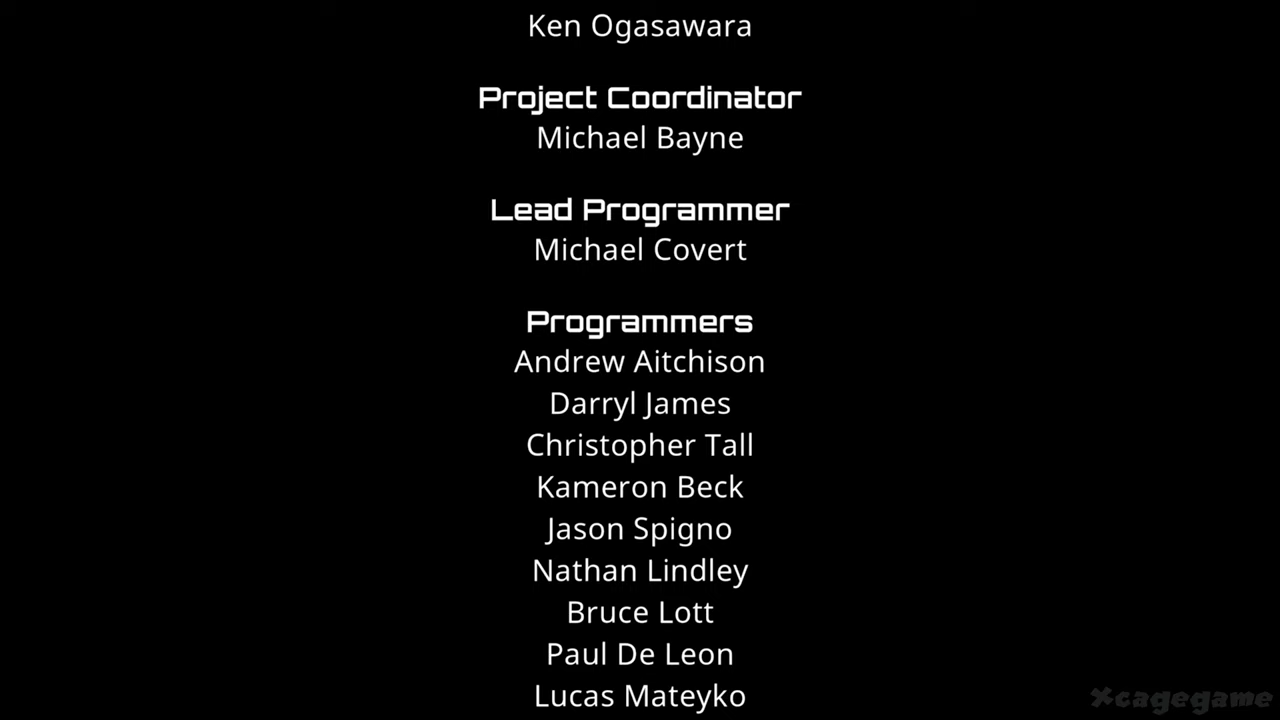 Ken Ogasawara
Project Coordinator
Michael Bayne
Lead Programmer
Michael Covert
Programmers
Andrew Aitchison
Darryl James
Christopher Tall
Kameron Beck
Jason Spigno
Nathan Lindley
Bruce Lott
Paul De Leon
Lucas Mateyko
Xcagegame